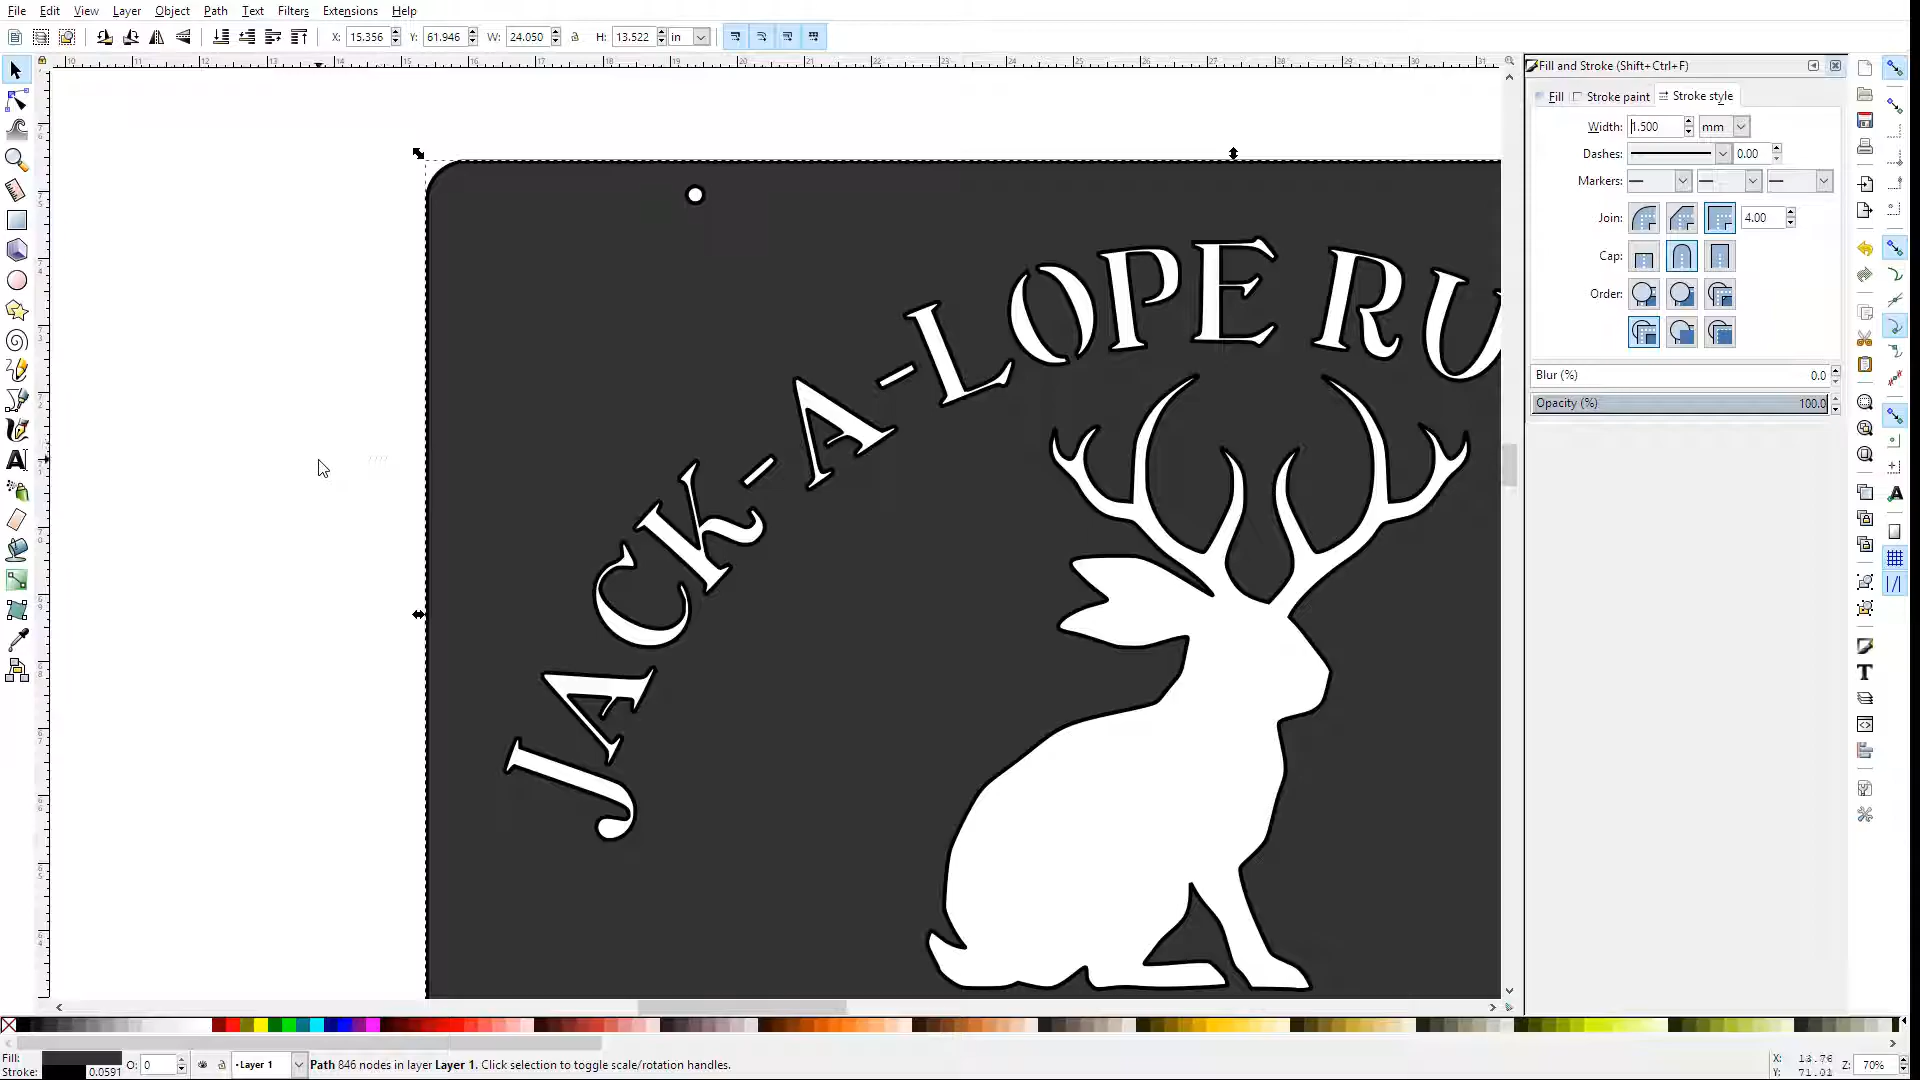 File Edit View Layer Object Path Text Filters Extensions Help
X: 15.356 Y: 61.946 W: 24.050 H: 13.522 in
Fill and Stroke (Shift+Ctrl+F)
Fill Stroke paint Stroke style
Width: 1.500 mm
Dashes: 0.00
Markers:
Join: 4.00
Cap:
Order:
Blur (%) 0.0
Opacity (%) 100.0
JACK-A-LOPE RU
Fill:
Stroke: 0.0591
O: 0
•Layer 1
Path 846 nodes in layer Layer 1. Click selection to toggle scale/rotation handles.
X: 13.76
Y: 71.01
Z: 70%